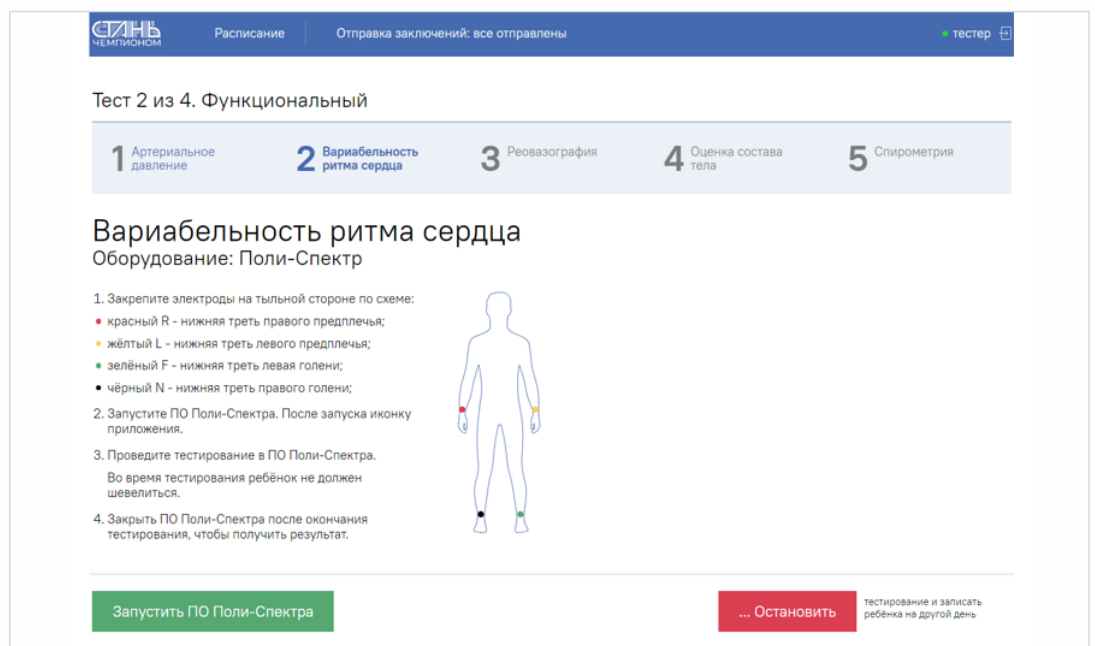 СТАНЬ
ЧЕМПИОНОМ
Расписание
Отправка заключений: все отправлены
тестер
Тест 2 из 4. Функциональный
1 Артериальное
давление
2 Вариабельность
ритма сердца
3 Реовазография
4 Оценка состава
тела
5 Спирометрия
Вариабельность ритма сердца
Оборудование: Поли-Спектр
1. Закрепите электроды на тыльной стороне по схеме:
• красный R - нижняя треть правого предплечья;
• жёлтый L - нижняя треть левого предплечья;
• зелёный F - нижняя треть левая голени;
• чёрный N - нижняя треть правого голени;
2. Запустите ПО Поли-Спектра. После запуска иконку
приложения.
3. Проведите тестирование в ПО Поли-Спектра.
Во время тестирования ребёнок не должен
шевелиться.
4. Закрыть ПО Поли-Спектра после окончания
тестирования, чтобы получить результат.
Запустить ПО Поли-Спектра
... Остановить
тестирование и записать
ребёнка на другой день